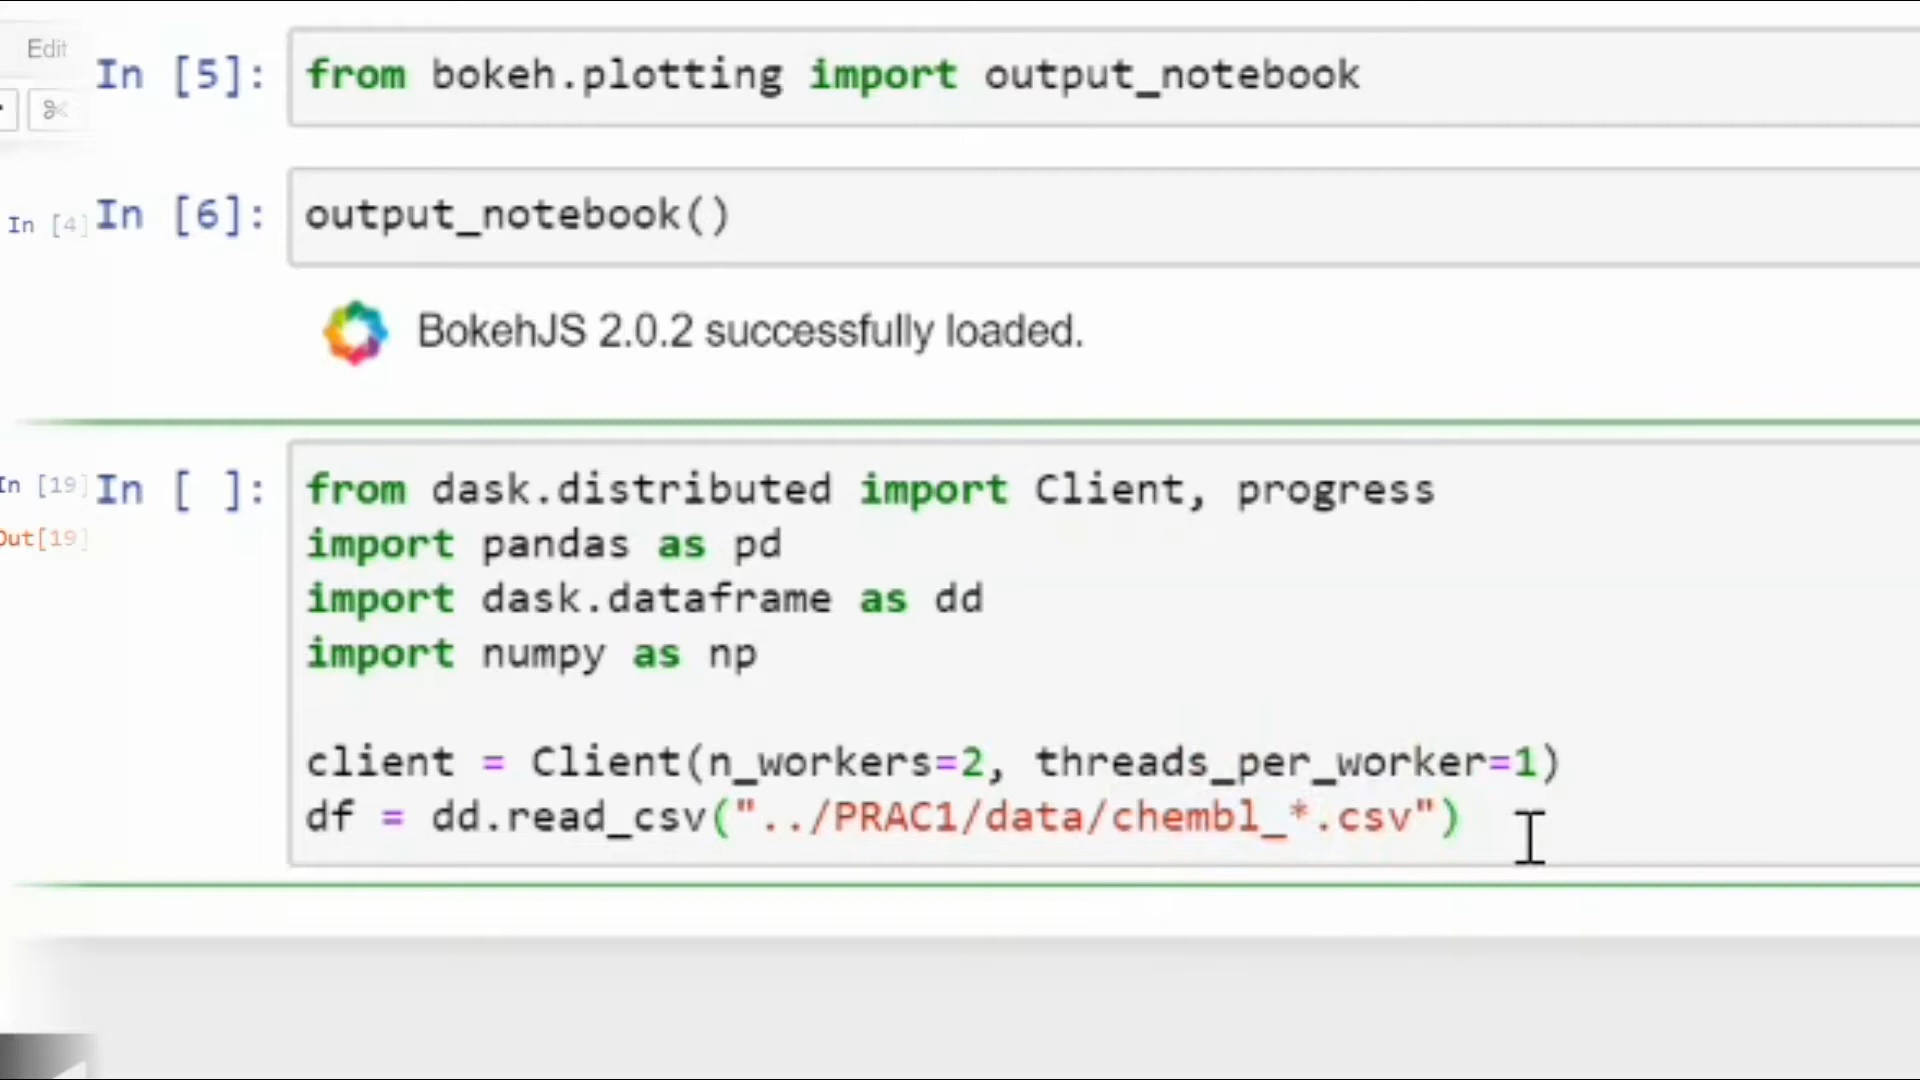 Edit
In [5]: from bokeh.plotting import output_notebook
In [4]
In [6]: output_notebook()
BokehJS 2.0.2 successfully loaded.
In [19]
In [ ]: from dask.distributed import Client, progress
Out[19]
import pandas as pd
import dask.dataframe as dd
import numpy as np
client = Client(n_workers=2, threads_per_worker=1)
df = dd.read_csv("../PRAC1/data/chembl_*.csv")